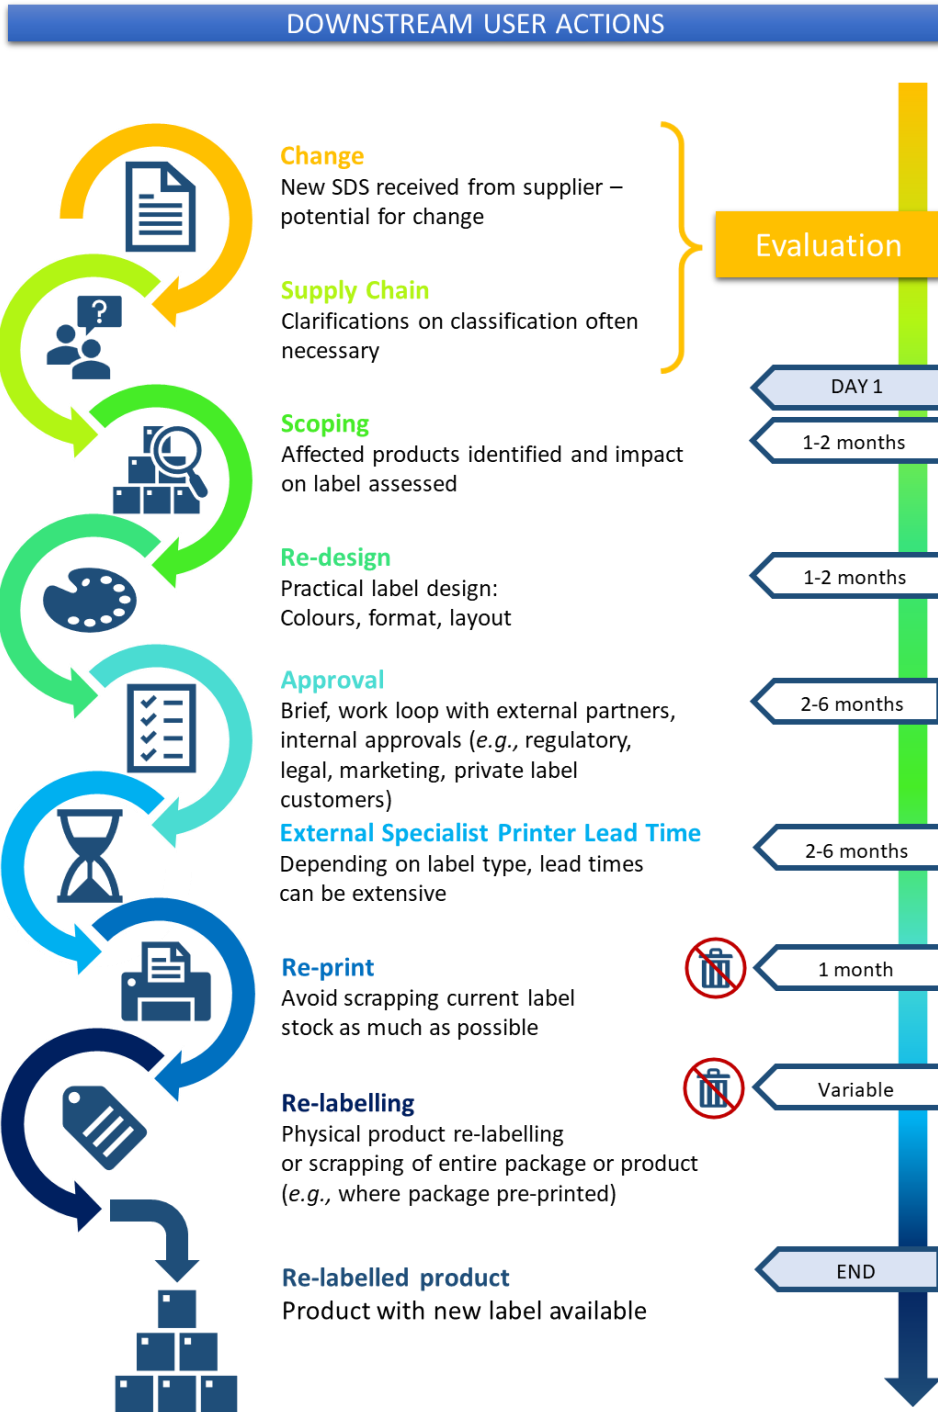 DOWNSTREAM USER ACTIONS
Change
New SDS received from supplier –
potential for change
Evaluation
Supply Chain
Clarifications on classification often
necessary
DAY 1
Scoping
Affected products identified and impact
on label assessed
1-2 months
Re-design
Practical label design:
Colours, format, layout
1-2 months
Approval
Brief, work loop with external partners,
internal approvals (e.g., regulatory,
legal, marketing, private label
customers)
2-6 months
External Specialist Printer Lead Time
Depending on label type, lead times
can be extensive
2-6 months
Re-print
Avoid scrapping current label
stock as much as possible
1 month
Re-labelling
Physical product re-labelling
or scrapping of entire package or product
(e.g., where package pre-printed)
Variable
Re-labelled product
Product with new label available
END
?